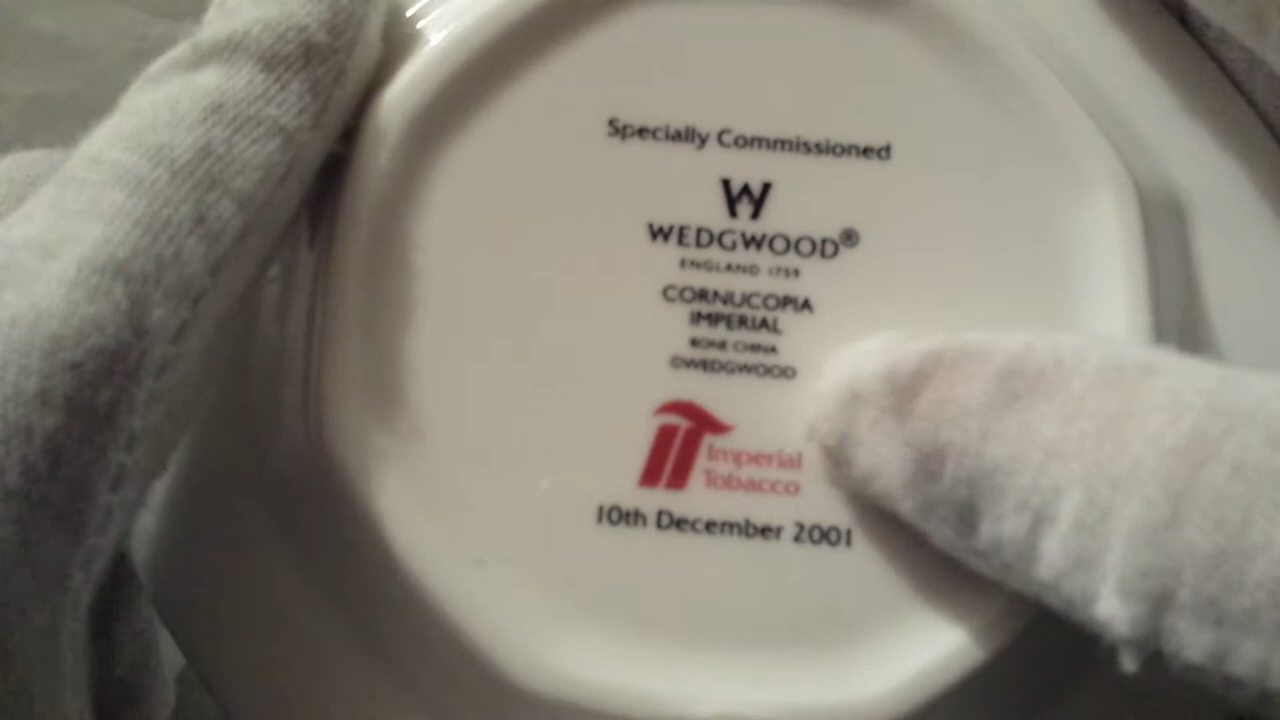 Specially Commissioned
W
WEDGWOOD®
ENGLAND 1759
CORNUCOPIA
IMPERIAL
BONE CHINA
©WEDGWOOD
Imperial
Tobacco
10th December 2001